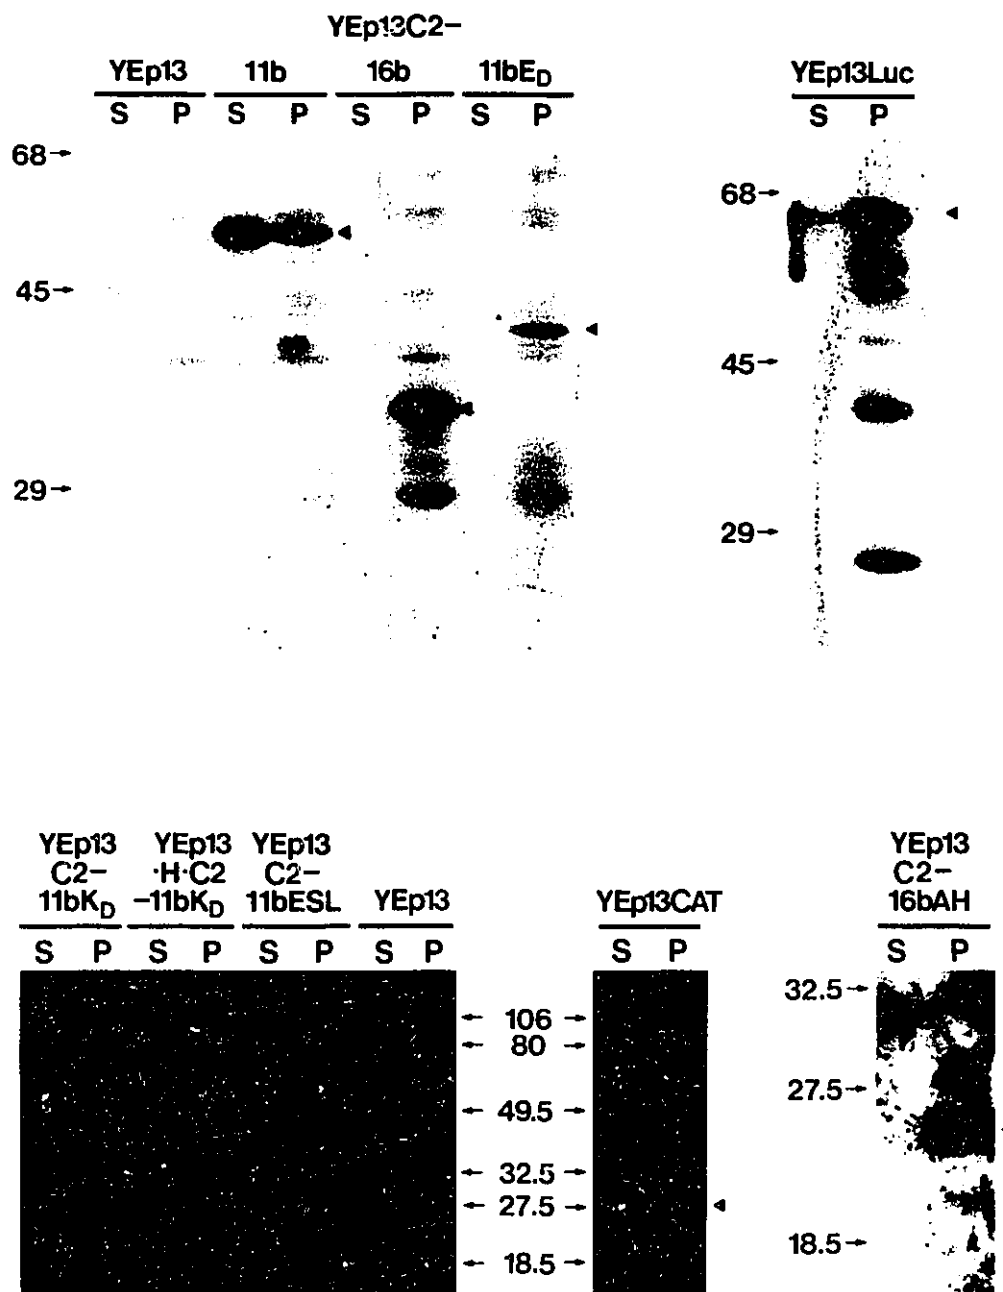 YEp13C2-
YEp13 11b 16b 11bED
S P S P S P S P
68
45
29
YEp13Luc
S P
68
45
29
YEp13 C2- 11bKD
YEp13 ·H·C2 -11bKD
YEp13 C2- 11bESL
YEp13
S P S P S P S P
106
80
49.5
32.5
27.5
18.5
YEp13CAT
S P
YEp13
C2-
16bAH
S P
32.5
27.5
18.5